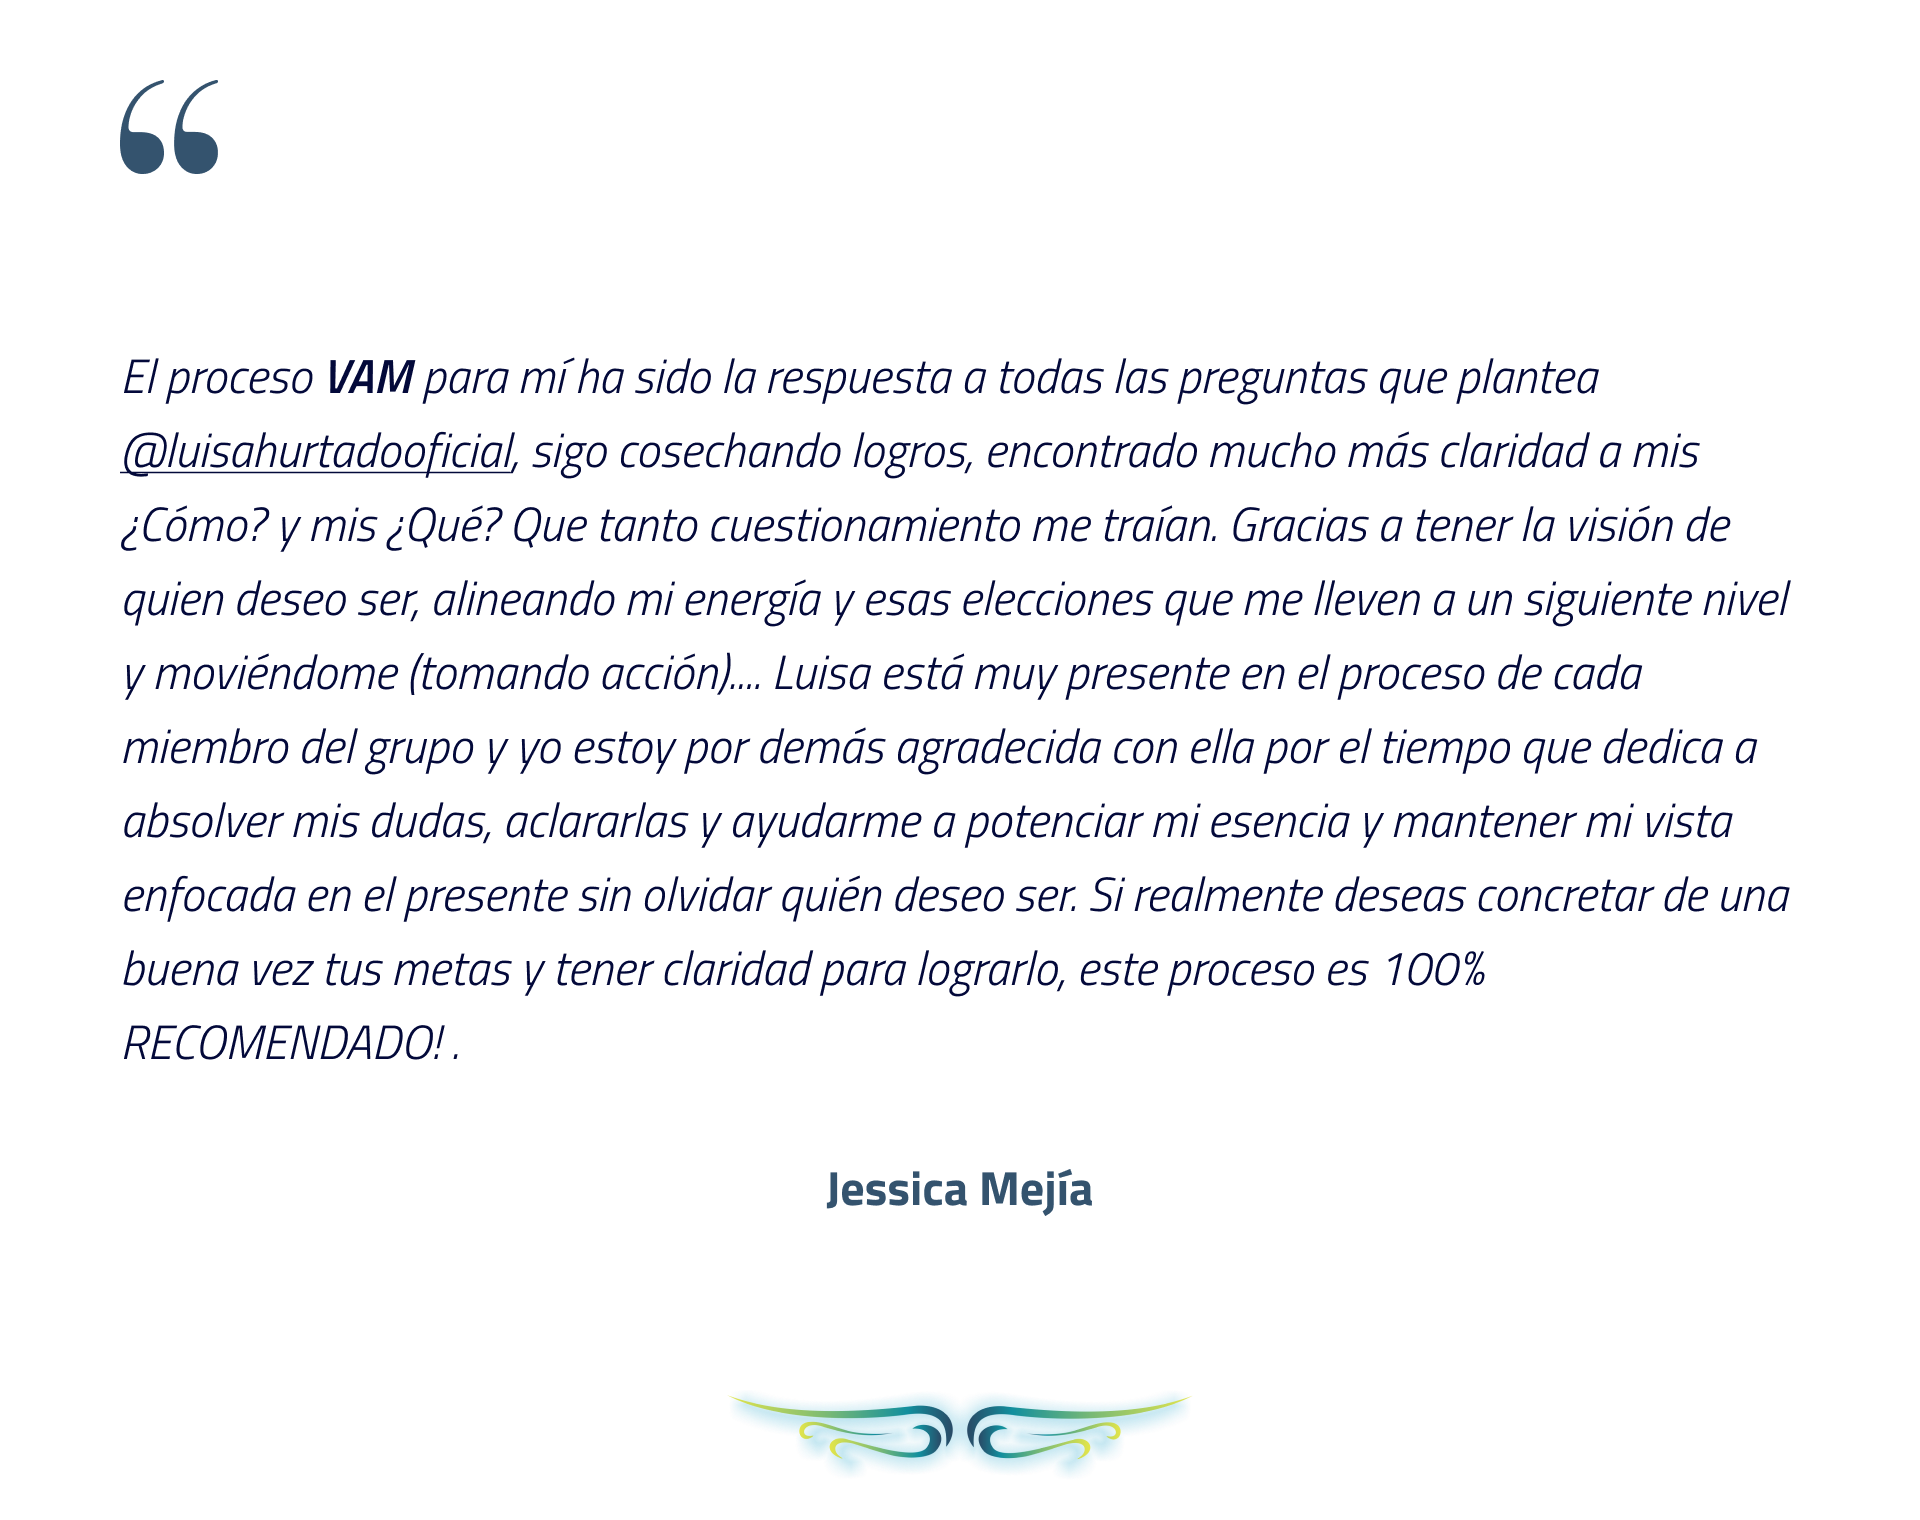 “
El proceso VAM para mí ha sido la respuesta a todas las preguntas que plantea
@luisahurtadooficial, sigo cosechando logros, encontrado mucho más claridad a mis
¿Cómo? y mis ¿Qué? Que tanto cuestionamiento me traían. Gracias a tener la visión de
quien deseo ser, alineando mi energía y esas elecciones que me lleven a un siguiente nivel
y moviéndome (tomando acción).... Luisa está muy presente en el proceso de cada
miembro del grupo y yo estoy por demás agradecida con ella por el tiempo que dedica a
absolver mis dudas, aclararlas y ayudarme a potenciar mi esencia y mantener mi vista
enfocada en el presente sin olvidar quién deseo ser. Si realmente deseas concretar de una
buena vez tus metas y tener claridad para lograrlo, este proceso es 100%
RECOMENDADO! .
Jessica Mejía